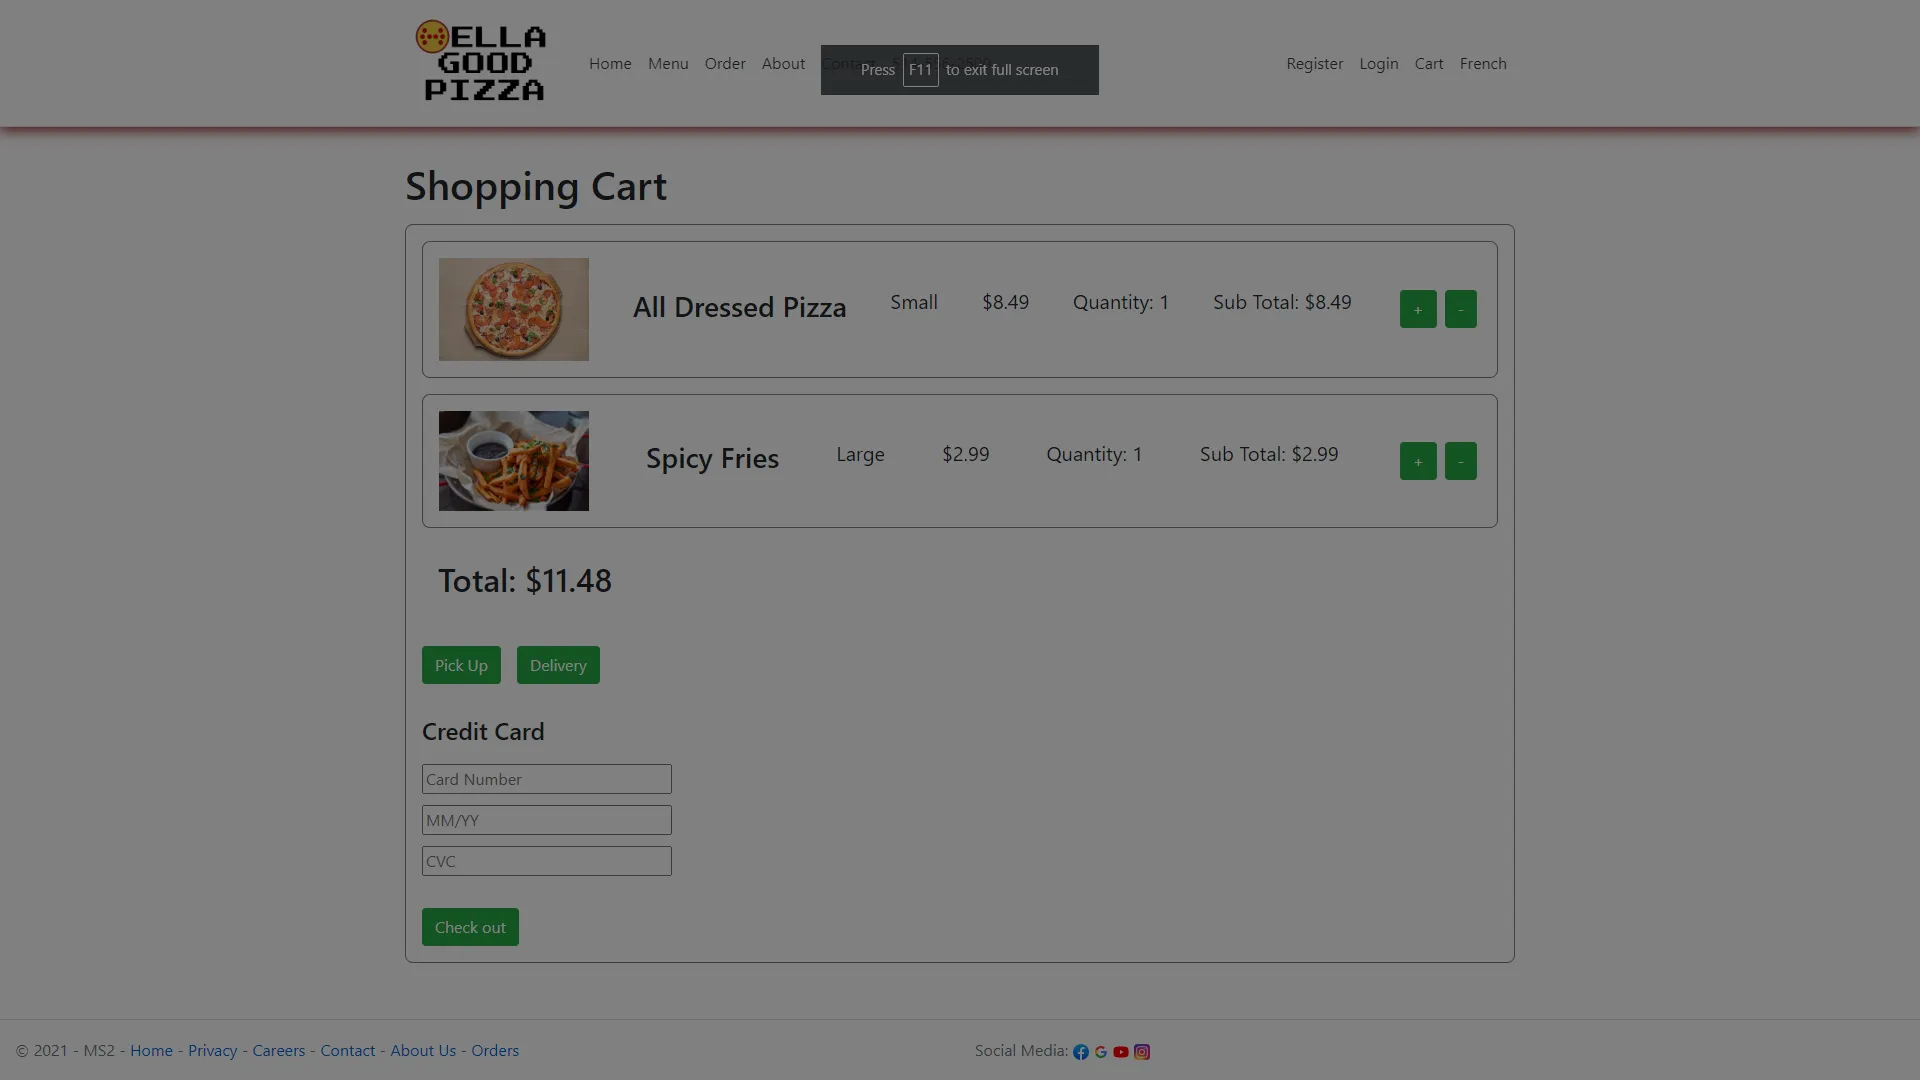 ELLA
GOOD
PIZZA
Home Menu Order About Contact
Press F11 to exit full screen
Register Login Cart French
Shopping Cart
All Dressed Pizza Small $8.49 Quantity: 1 Sub Total: $8.49 + -
Spicy Fries Large $2.99 Quantity: 1 Sub Total: $2.99 + -
Total: $11.48
Pick Up Delivery
Credit Card
Card Number
MM/YY
CVC
Check out
© 2021 - MS2 - Home - Privacy - Careers - Contact - About Us - Orders
Social Media: